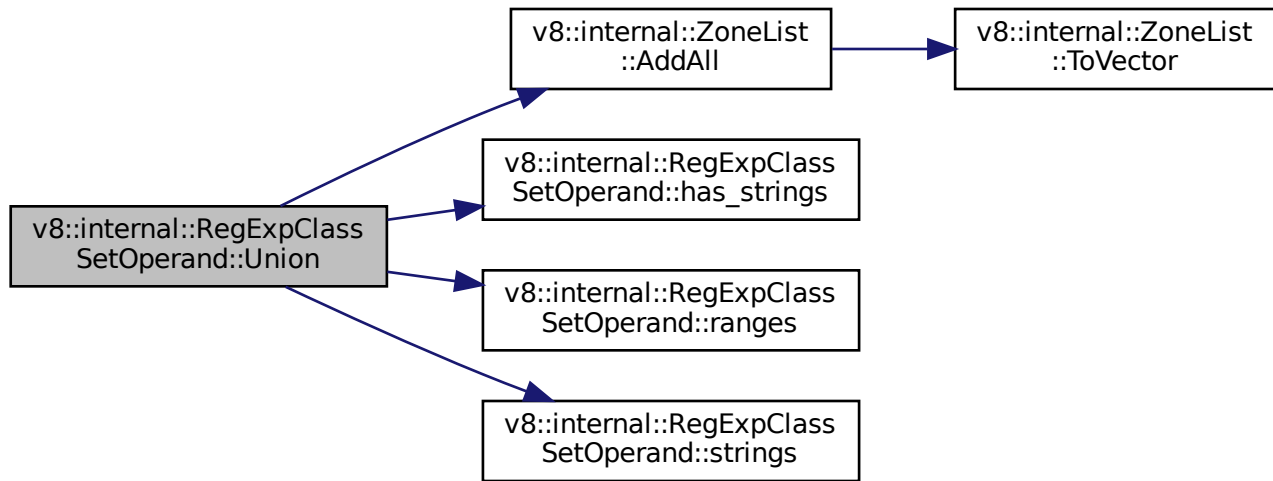 v8::internal::ZoneList
::AddAll
v8::internal::ZoneList
::ToVector
v8::internal::RegExpClass
SetOperand::has_strings
v8::internal::RegExpClass
SetOperand::Union
v8::internal::RegExpClass
SetOperand::ranges
v8::internal::RegExpClass
SetOperand::strings